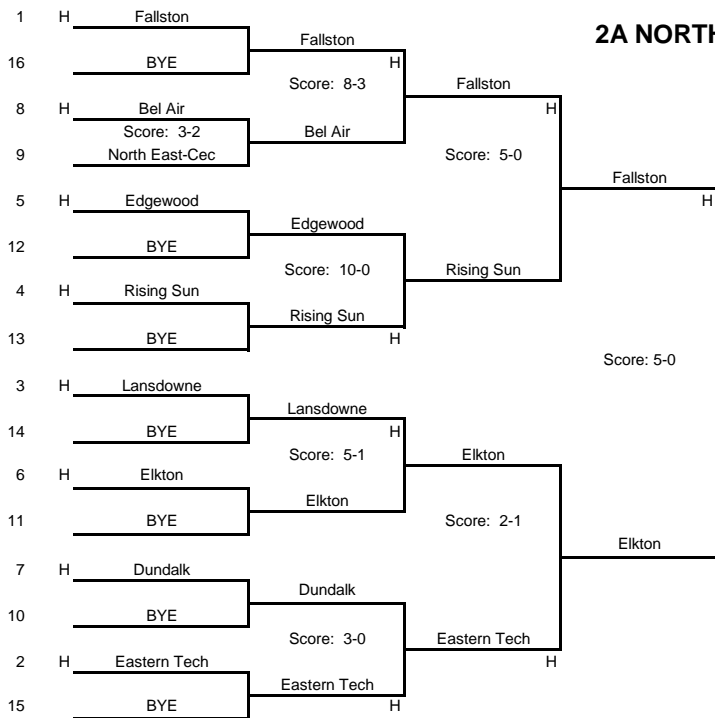 1 H Fallston
Fallston
2A NORTH
16 BYE
H
Score: 8-3
Fallston
8 H Bel Air
H
Score: 3-2
Bel Air
9 North East-Cec
Score: 5-0
Fallston
5 H Edgewood
H
Edgewood
12 BYE
Score: 10-0
Rising Sun
4 H Rising Sun
Rising Sun
13 BYE
H
Score: 5-0
3 H Lansdowne
Lansdowne
14 BYE
H
Score: 5-1
Elkton
6 H Elkton
Elkton
11 BYE
Score: 2-1
Elkton
7 H Dundalk
Dundalk
10 BYE
Score: 3-0
Eastern Tech
2 H Eastern Tech
H
Eastern Tech
15 BYE
H